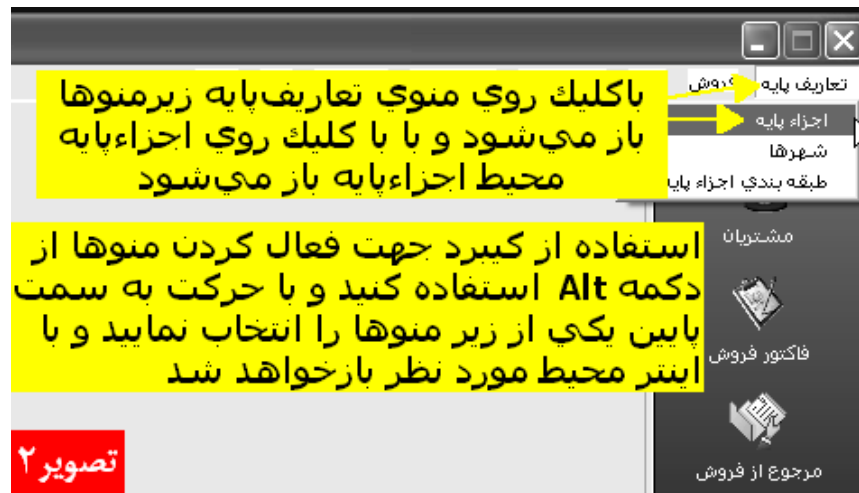 تعاريف پايه
فروش
اجزاء پايه
شهرها
طبقه بندي اجزاء پايه
باكليك روي منوي تعاريف‌پايه زيرمنوها
باز مي‌شود و با با كليك روي اجزاءپايه
محيط اجزاءپايه باز مي‌شود
استفاده از كيبرد جهت فعال كردن منوها از
دكمه Alt استفاده كنيد و با حركت به سمت
پايين يكي از زير منوها را انتخاب نماييد و با
اينتر محيط مورد نظر بازخواهد شد
مشتريان
فاكتور فروش
مرجوع از فروش
تصوير ۲